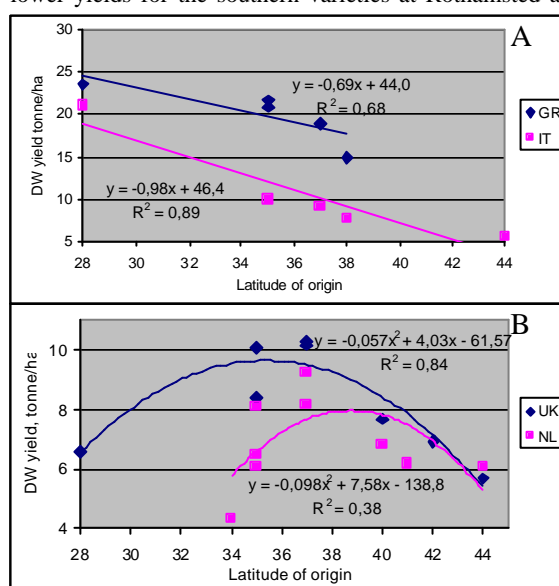 lower yields for the southern varieties at Rothamsted a
A
30
25
20
15
10
5
DW yield tonne/ha
y = -0,69x + 44,0
R² = 0,68
y = -0,98x + 46,4
R² = 0,89
GR
IT
28 30 32 34 36 38 40 42 44
Latitude of origin
B
10
8
6
4
DW yield, tonne/ha
y = -0,057x² + 4,03x - 61,57
R² = 0,84
y = -0,098x² + 7,58x - 138,8
R² = 0,38
UK
NL
28 30 32 34 36 38 40 42 44
Latitude of origin